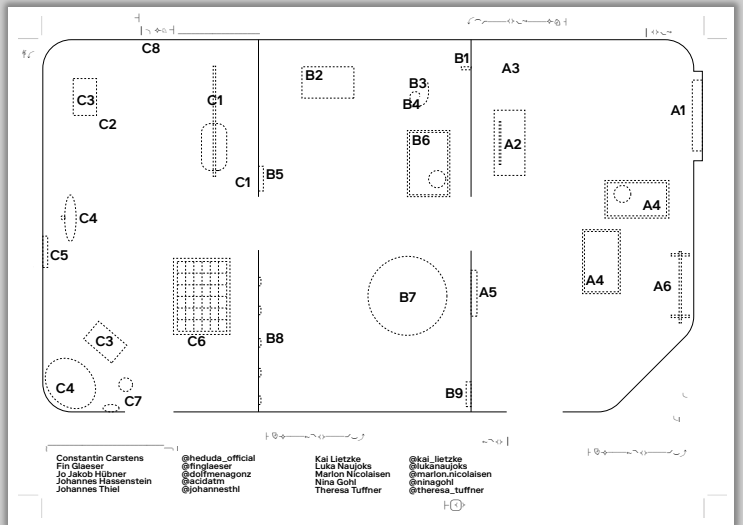 C8
B1
A3
B2
C3
C1
B3
B4
A1
C2
B6
A2
C1
B5
C4
A4
C5
A4
A6
B7
A5
C3
C6
B8
C4
C7
B9
Constantin Carstens @heduda_official Kai Lietzke @kai_lietzke
Fin Glaeser @finglaeser Luka Naujoks @lukanaujoks
Jo Jakob Hübner @dolfmenagonz Marlon Nicolaisen @marlon.nicolaisen
Johannes Hassenstein @acidatm Nina Gohl @ninagohl
Johannes Thiel @johannesthl Theresa Tuffner @theresa_tuffner